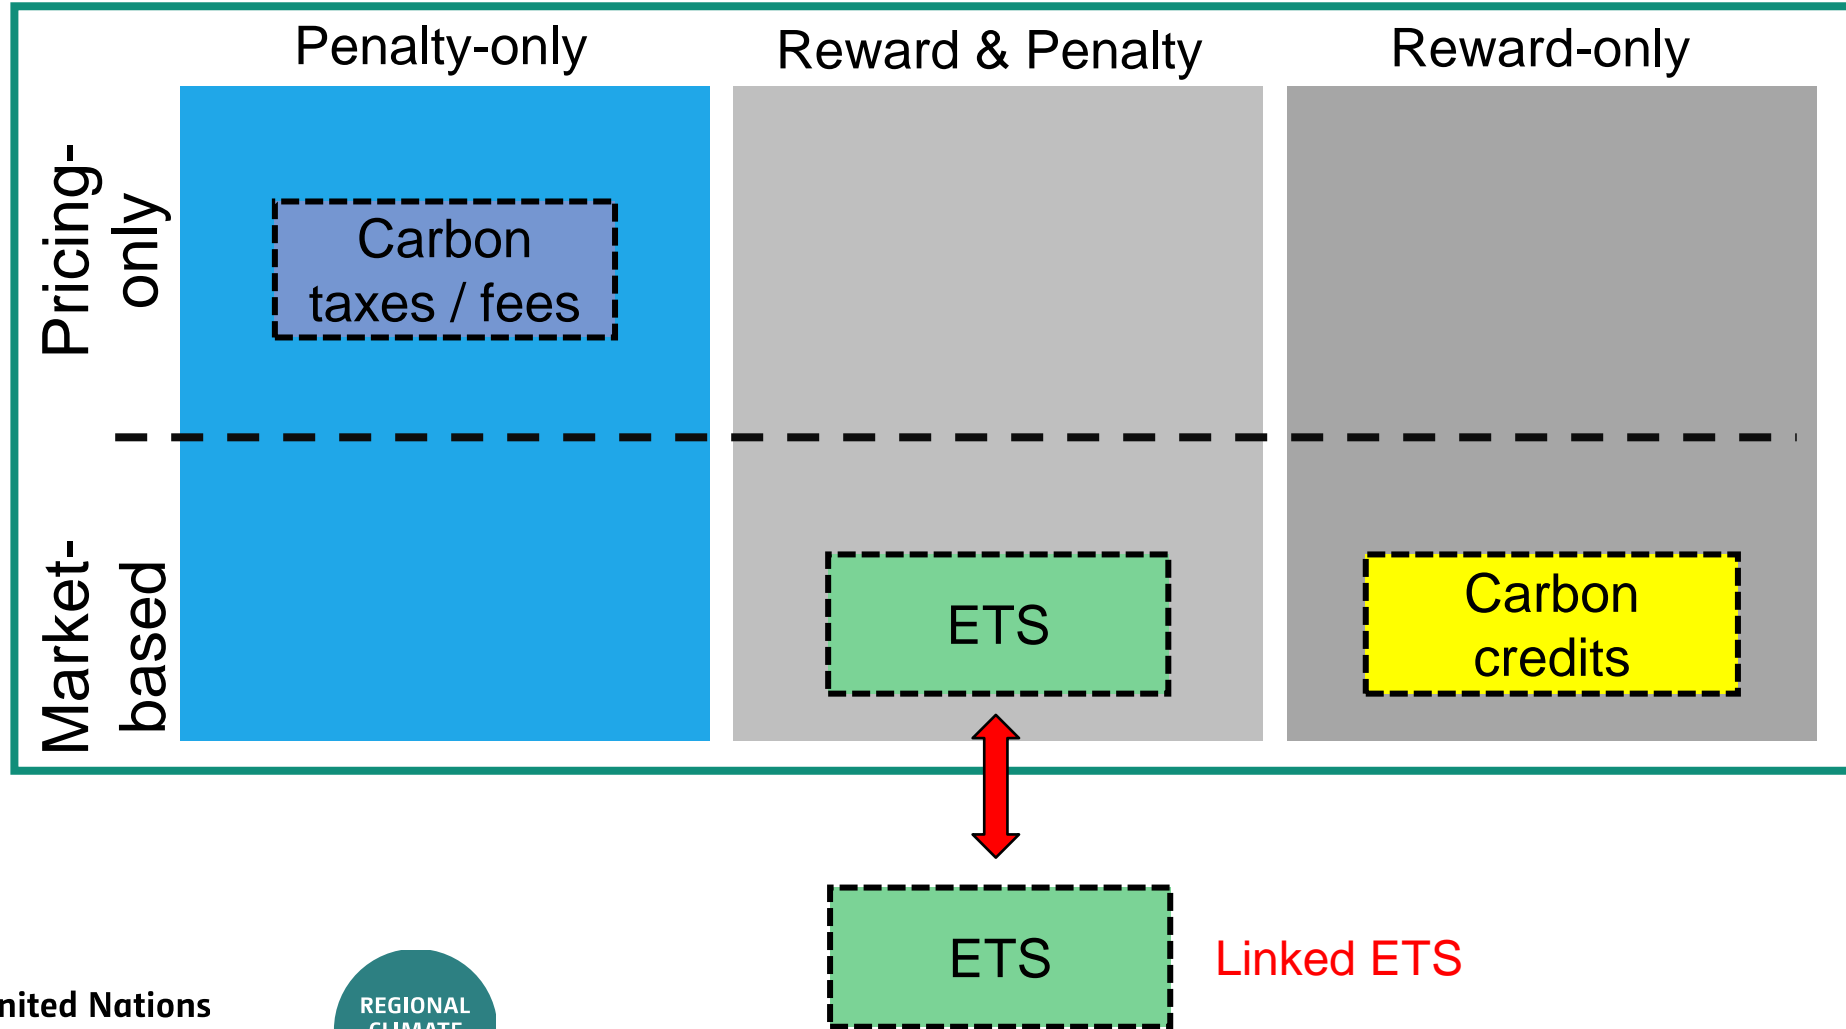 Penalty-only
Reward & Penalty
Reward-only
Pricing-
only
Carbon
taxes / fees
Market-
based
ETS
Carbon
credits
ETS
Linked ETS
nited Nations
REGIONAL
CLIMATE